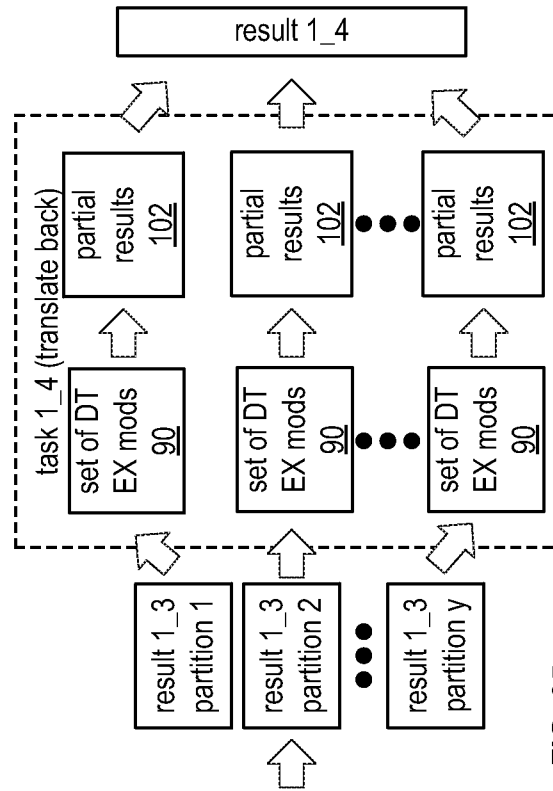 task 1_4 (translate back)
result 1_3
partition 1
set of DT
EX mods
90
partial
results
102
result 1_3
partition 2
set of DT
EX mods
90
partial
results
102
result 1_4
result 1_3
partition y
set of DT
EX mods
90
partial
results
102